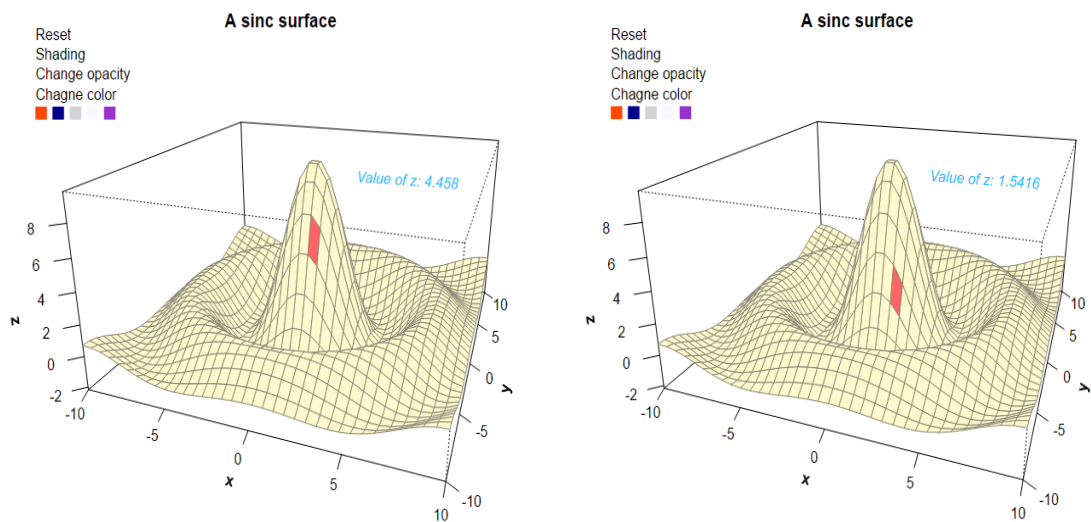 A sinc surface
Reset
Shading
Change opacity
Chagne color
Value of z: 4.458
8
6
4
2
0
-2
z
-10
-5
0
5
10
x
-10
-5
0
5
10
y
A sinc surface
Reset
Shading
Change opacity
Chagne color
Value of z: 1.5416
8
6
4
2
0
-2
z
-10
-5
0
5
10
x
-10
-5
0
5
10
y